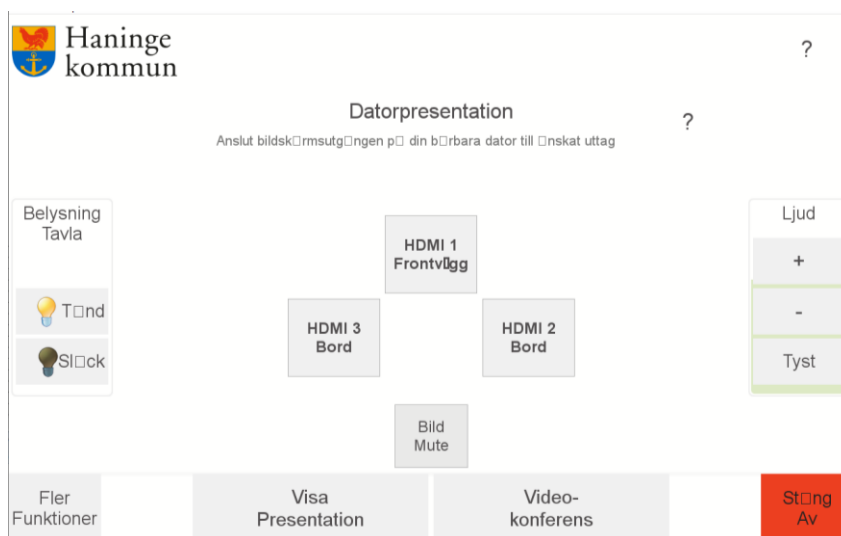 Haninge
kommun
?
Datorpresentation
?
Anslut bildsk□rmsutg□ngen p□ din b□rbara dator till □nskat uttag
Belysning
Tavla
T□nd
Sl□ck
HDMI 1
Frontv□gg
HDMI 3
Bord
HDMI 2
Bord
Bild
Mute
Ljud
+
-
Tyst
Fler
Funktioner
Visa
Presentation
Video-
konferens
St□ng
Av